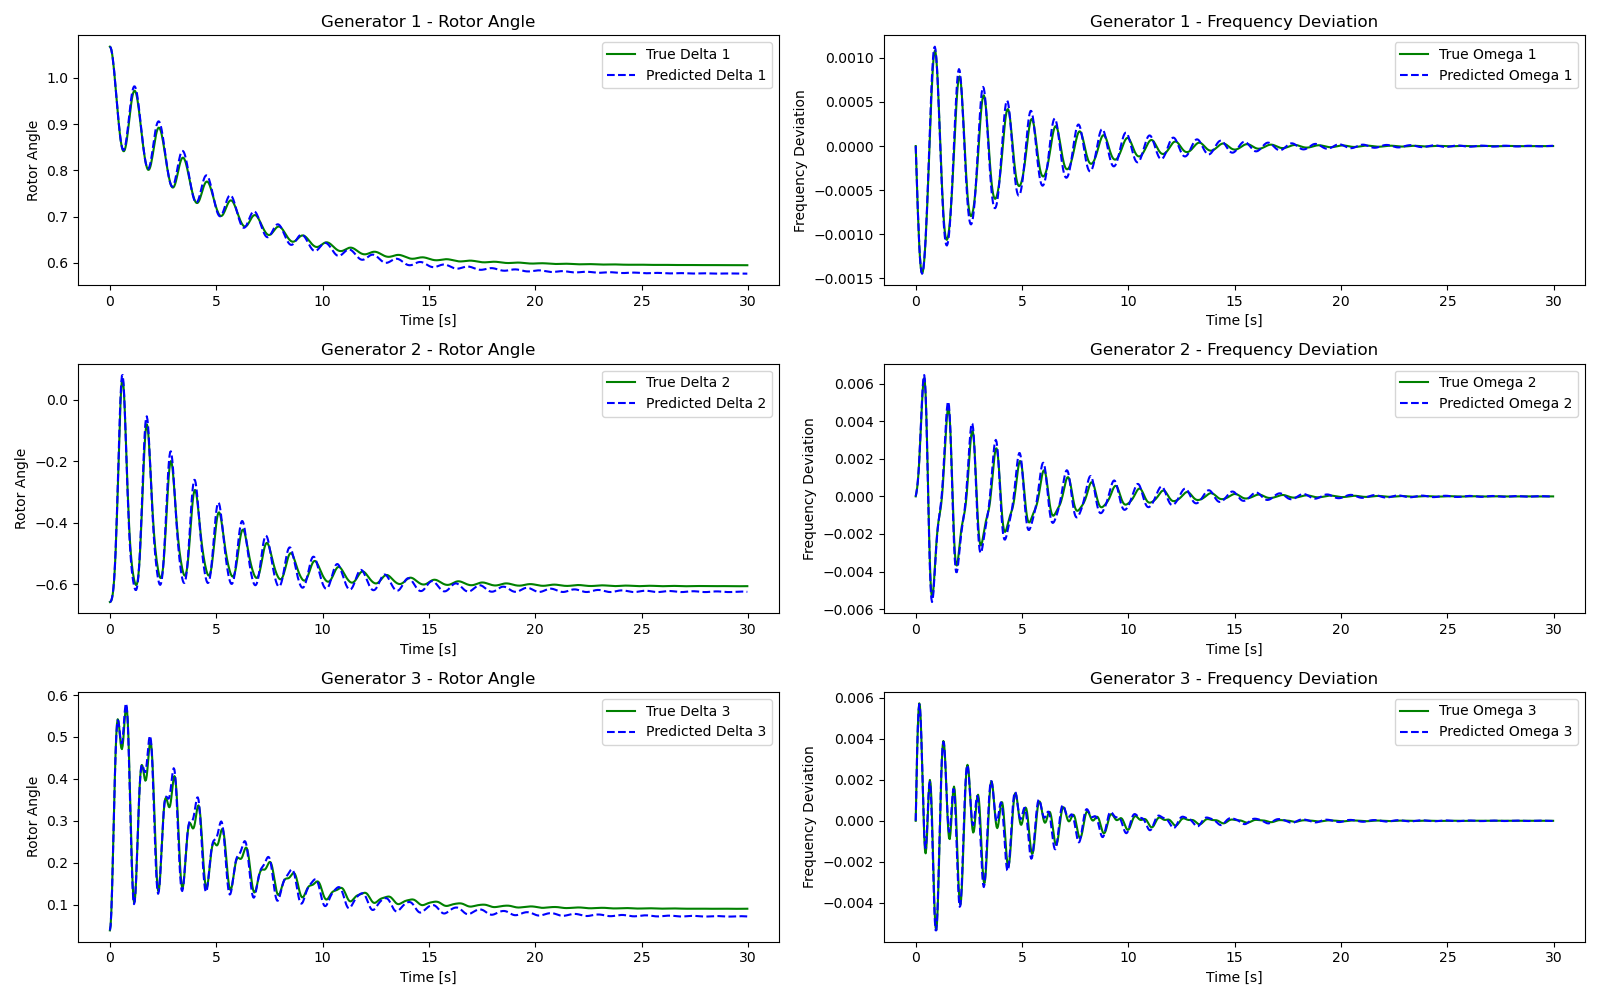 Generator 1 - Rotor Angle
Rotor Angle
1.0
0.9
0.8
0.7
0.6
True Delta 1
Predicted Delta 1
0 5 10 15 20 25 30
Time [s]
Generator 1 - Frequency Deviation
Frequency Deviation
0.0010
0.0005
0.0000
−0.0005
−0.0010
−0.0015
True Omega 1
Predicted Omega 1
0 5 10 15 20 25 30
Time [s]
Generator 2 - Rotor Angle
Rotor Angle
0.0
−0.2
−0.4
−0.6
True Delta 2
Predicted Delta 2
0 5 10 15 20 25 30
Time [s]
Generator 2 - Frequency Deviation
Frequency Deviation
0.006
0.004
0.002
0.000
−0.002
−0.004
−0.006
True Omega 2
Predicted Omega 2
0 5 10 15 20 25 30
Time [s]
Generator 3 - Rotor Angle
Rotor Angle
0.6
0.5
0.4
0.3
0.2
0.1
True Delta 3
Predicted Delta 3
0 5 10 15 20 25 30
Time [s]
Generator 3 - Frequency Deviation
Frequency Deviation
0.006
0.004
0.002
0.000
−0.002
−0.004
True Omega 3
Predicted Omega 3
0 5 10 15 20 25 30
Time [s]